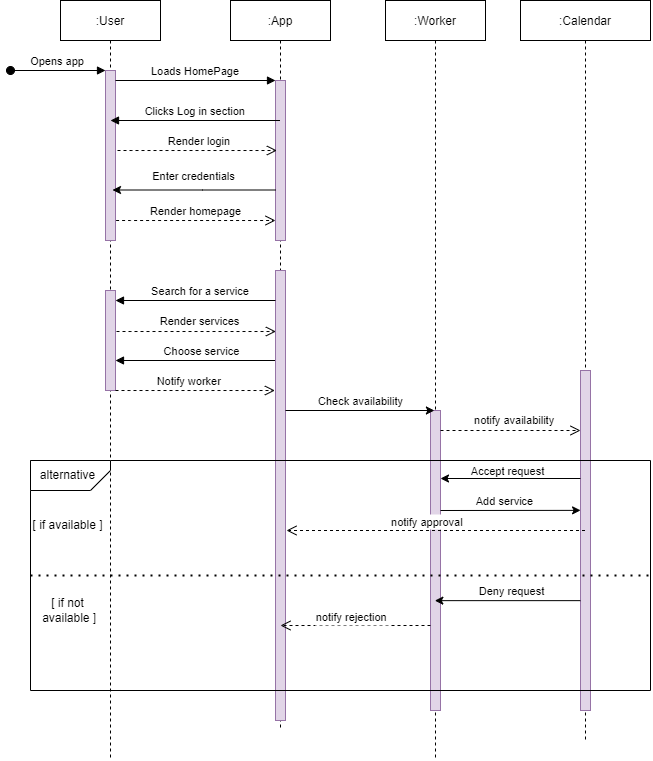 :User
:App
:Worker
:Calendar
Opens app
Loads HomePage
Clicks Log in section
Render login
Enter credentials
Render homepage
Search for a service
Render services
Choose service
Notify worker
Check availability
notify availability
alternative
Accept request
Add service
[ if available ]
notify approval
Deny request
[ if not
available ]
notify rejection